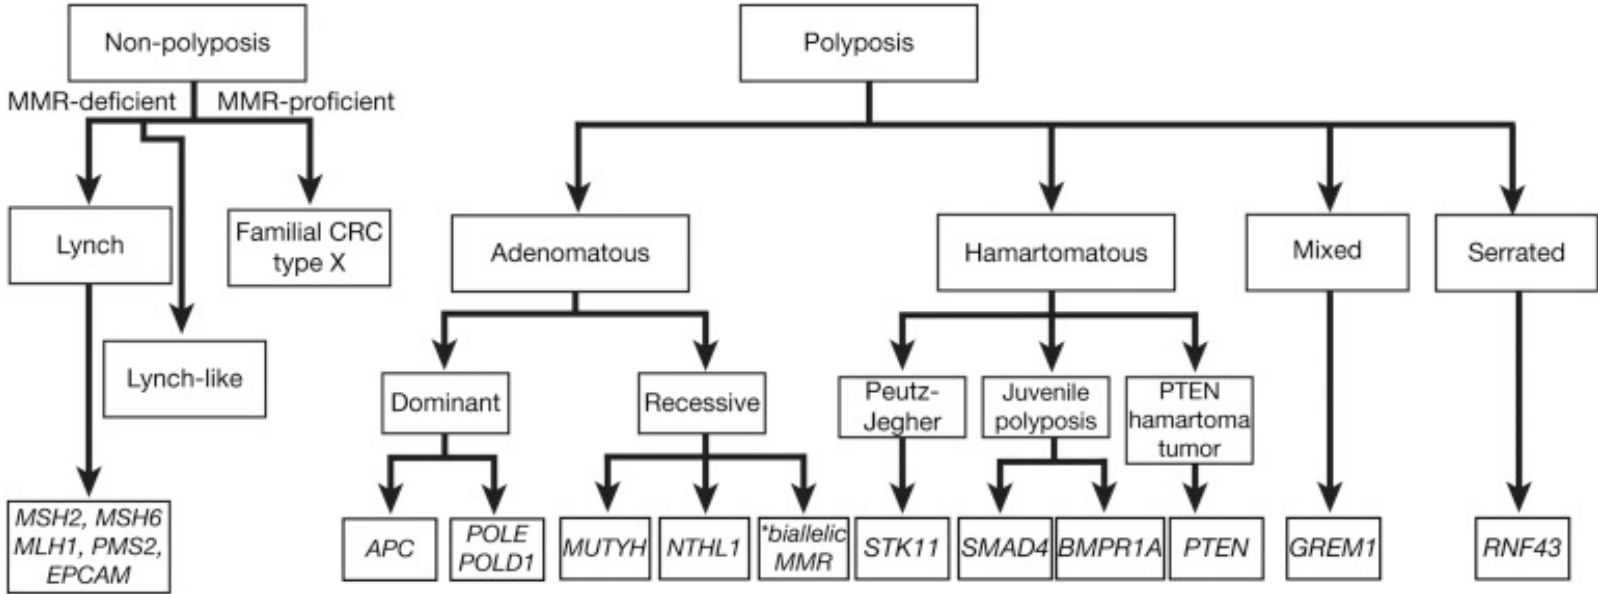 Non-polyposis
Polyposis
MMR-deficient
MMR-proficient
Lynch
Familial CRC
type X
Adenomatous
Hamartomatous
Mixed
Serrated
Lynch-like
Dominant
Recessive
Peutz-
Jegher
Juvenile
polyposis
PTEN
hamartoma
tumor
MSH2, MSH6
MLH1, PMS2,
EPCAM
APC
POLE
POLD1
MUTYH
NTHL1
*biallelic
MMR
STK11
SMAD4
BMPR1A
PTEN
GREM1
RNF43